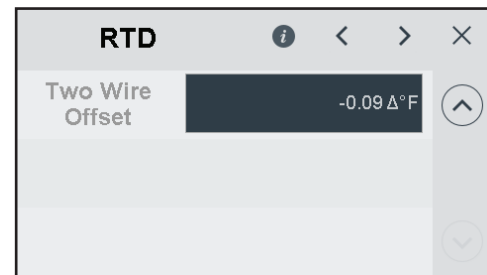 RTD
Two Wire
Offset
-0.09 Δ°F